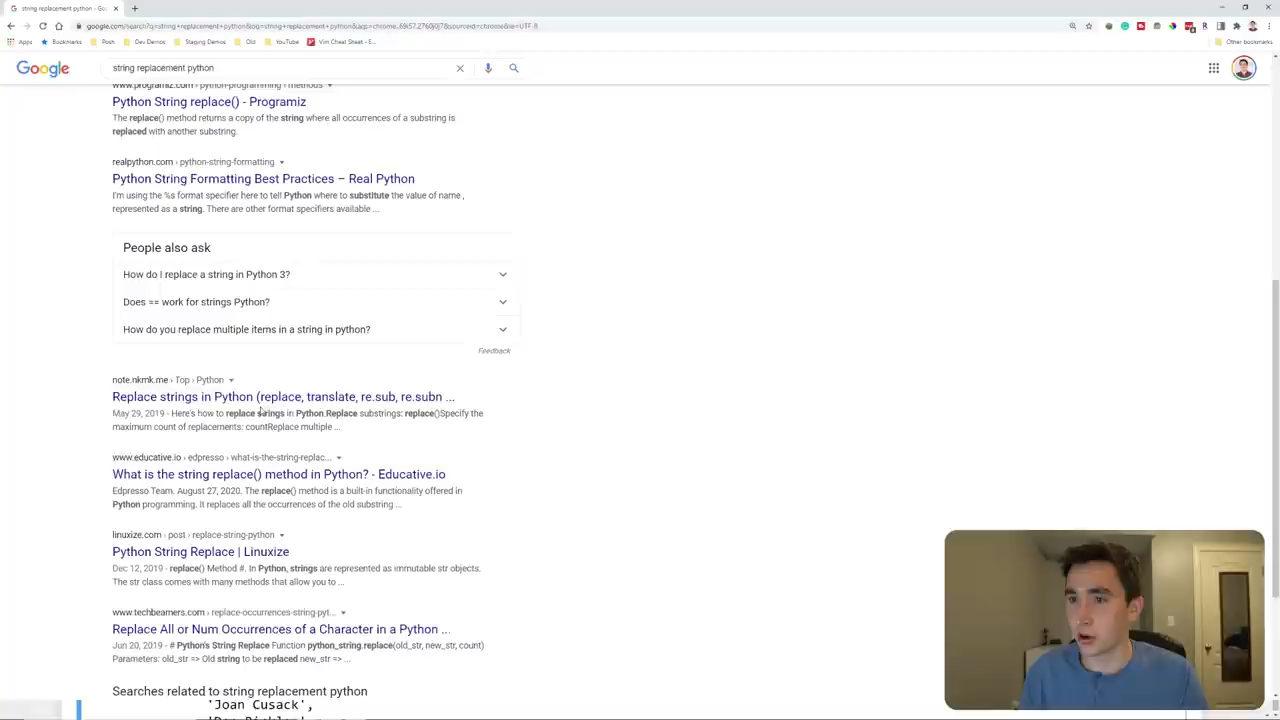 string replacement python - Goo
google.com/search?q=string+replacement+python&oq=string+replacement+python&aqs=chrome..69i57.2760j0j7&sourceid=chrome&ie=UTF-8
Apps Bookmarks Posh Dev Demos Staging Demos Old YouTube Vim Cheat Sheet - E... Other bookmarks
Google string replacement python
www.programiz.com › python-programming › methods
Python String replace() - Programiz
The replace() method returns a copy of the string where all occurrences of a substring is
replaced with another substring.
realpython.com › python-string-formatting
Python String Formatting Best Practices – Real Python
I'm using the %s format specifier here to tell Python where to substitute the value of name ,
represented as a string. There are other format specifiers available ...
People also ask
How do I replace a string in Python 3?
Does == work for strings Python?
How do you replace multiple items in a string in python?
Feedback
note.nkmk.me › Top › Python
Replace strings in Python (replace, translate, re.sub, re.subn ...
May 29, 2019 - Here's how to replace strings in Python.Replace substrings: replace()Specify the
maximum count of replacements: countReplace multiple ...
www.educative.io › edpresso › what-is-the-string-replac...
What is the string replace() method in Python? - Educative.io
Edpresso Team. August 27, 2020. The replace() method is a built-in functionality offered in
Python programming. It replaces all the occurrences of the old substring ...
linuxize.com › post › replace-string-python
Python String Replace | Linuxize
Dec 12, 2019 - replace() Method #. In Python, strings are represented as immutable str objects.
The str class comes with many methods that allow you to ...
www.techbeamers.com › replace-occurrences-string-pyt...
Replace All or Num Occurrences of a Character in a Python ...
Jun 20, 2019 - # Python's String Replace Function python_string.replace(old_str, new_str, count)
Parameters: old_str => Old string to be replaced new_str => ...
Searches related to string replacement python
'Joan Cusack',